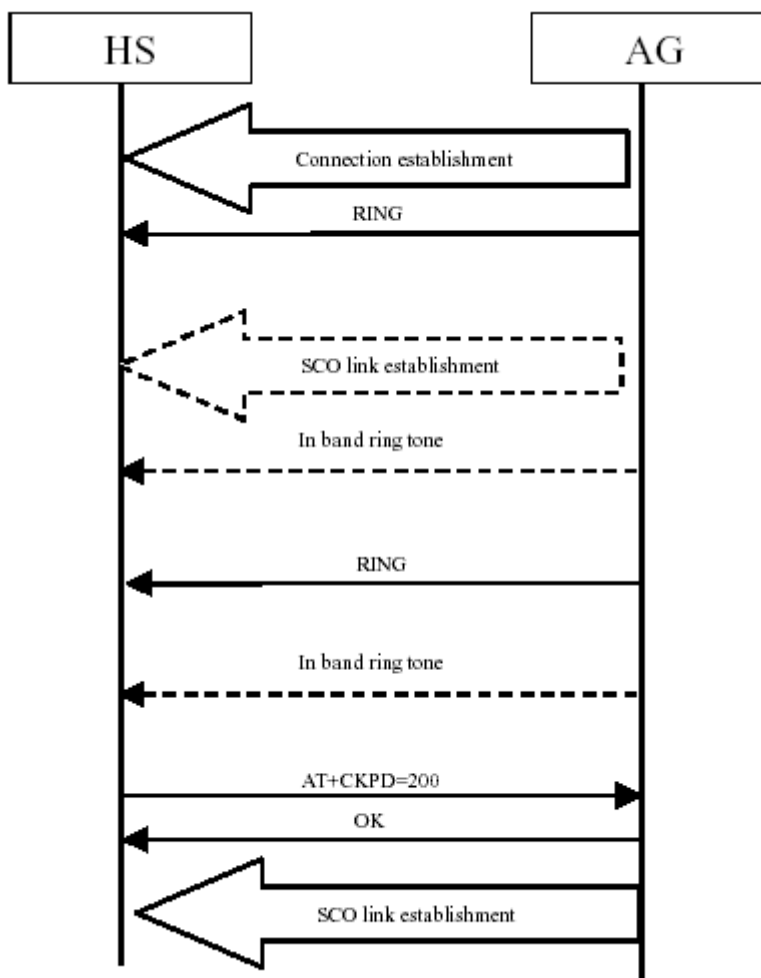 HS
AG
Connection establishment
RING
SCO link establishment
In band ring tone
RING
In band ring tone
AT+CKPD=200
OK
SCO link establishment